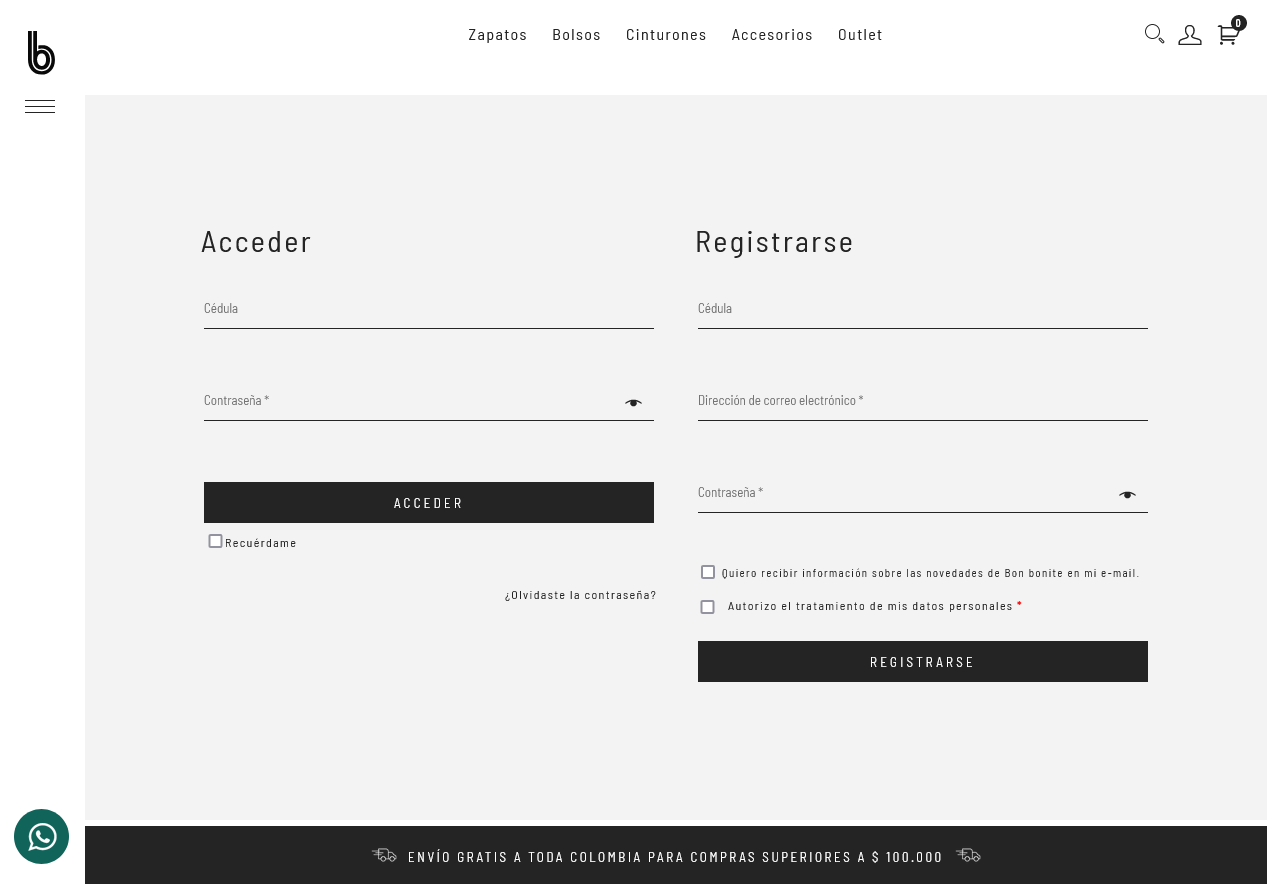 b
Zapatos Bolsos Cinturones Accesorios Outlet
0
Acceder
Cédula
Contraseña *
ACCEDER
Recuérdame
¿Olvidaste la contraseña?
Registrarse
Cédula
Dirección de correo electrónico *
Contraseña *
Quiero recibir información sobre las novedades de Bon bonite en mi e-mail.
Autorizo el tratamiento de mis datos personales *
REGISTRARSE
ENVÍO GRATIS A TODA COLOMBIA PARA COMPRAS SUPERIORES A $ 100.000